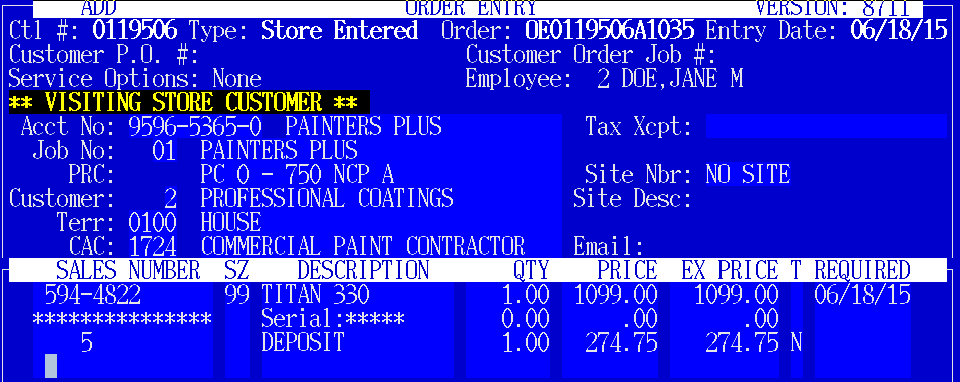 ADD ORDER ENTRY VERSION: 8711
Ctl #: 0119506 Type: Store Entered Order: OE0119506A1035 Entry Date: 06/18/15
Customer P.O. #: Customer Order Job #:
Service Options: None Employee: 2 DOE,JANE M
** VISITING STORE CUSTOMER **
Acct No: 9596-5365-0 PAINTERS PLUS Tax Xcpt:
Job No: 01 PAINTERS PLUS
PRC: PC 0 - 750 NCP A Site Nbr: NO SITE
Customer: 2 PROFESSIONAL COATINGS Site Desc:
Terr: 0100 HOUSE
CAC: 1724 COMMERCIAL PAINT CONTRACTOR Email:
SALES NUMBER SZ DESCRIPTION QTY PRICE EX PRICE T REQUIRED
594-4822 99 TITAN 330 1.00 1099.00 1099.00 06/18/15
*************** Serial:***** 0.00 .00 .00
5 DEPOSIT 1.00 274.75 274.75 N